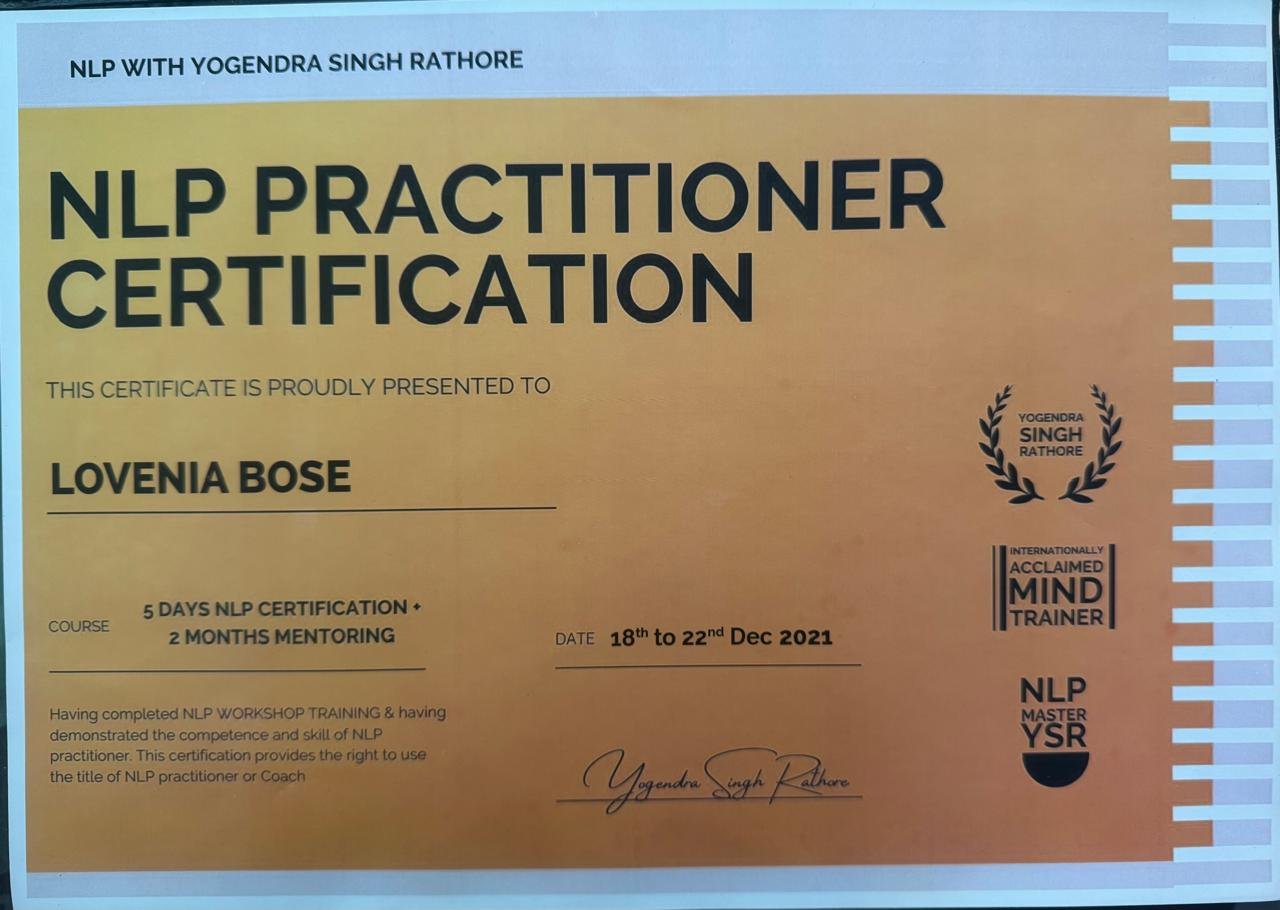 NLP WITH YOGENDRA SINGH RATHORE
NLP PRACTITIONER
CERTIFICATION
THIS CERTIFICATE IS PROUDLY PRESENTED TO
LOVENIA BOSE
COURSE
5 DAYS NLP CERTIFICATION +
2 MONTHS MENTORING
DATE 18th to 22nd Dec 2021
Having completed NLP WORKSHOP TRAINING & having
demonstrated the competence and skill of NLP
practitioner. This certification provides the right to use
the title of NLP practitioner or Coach
Yogendra Singh Rathore
YOGENDRA
SINGH
RATHORE
INTERNATIONALLY
ACCLAIMED
MIND
TRAINER
NLP
MASTER
YSR